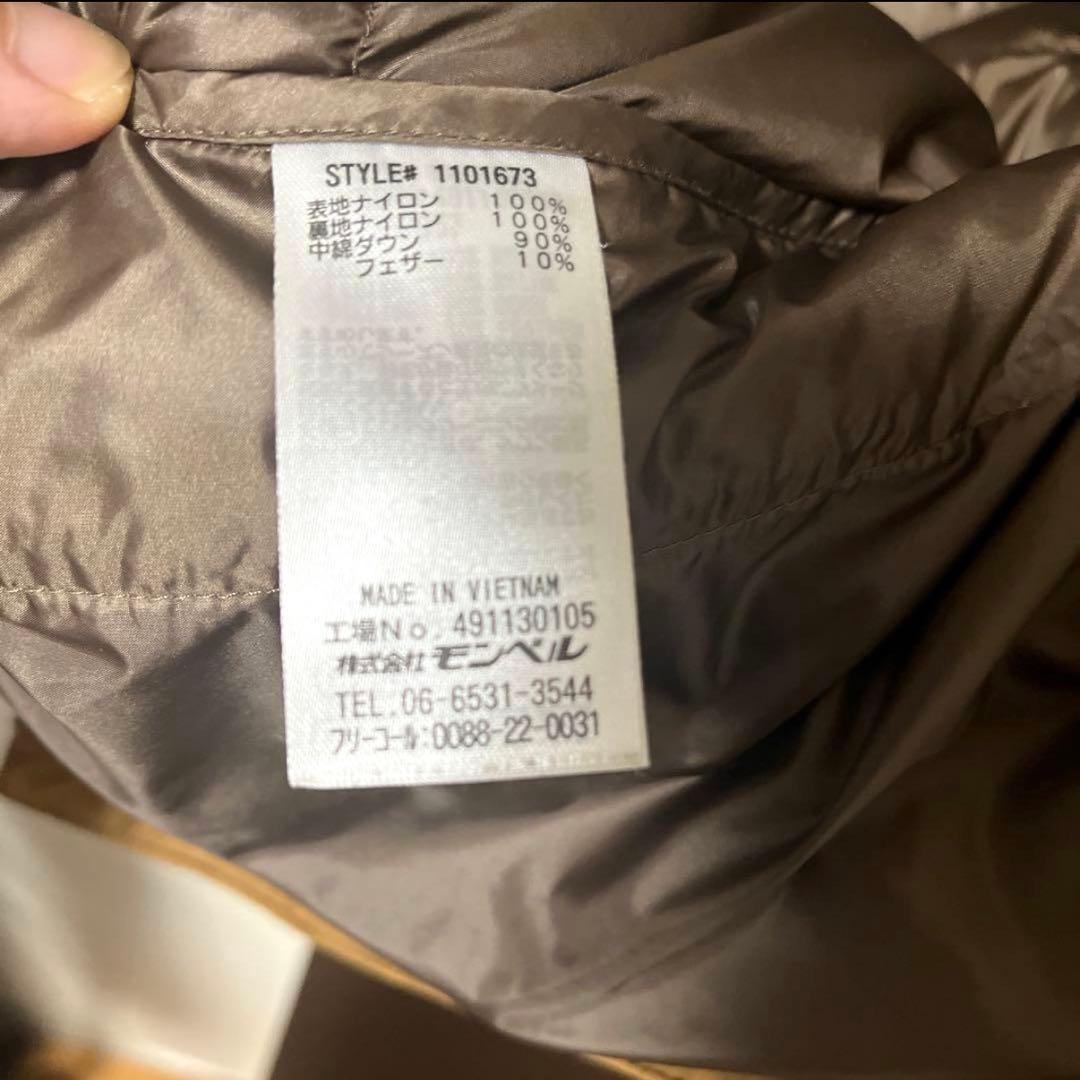 STYLE# 1101673
表地ナイロン 100%
裏地ナイロン 100%
中綿ダウン 90%
フェザー 10%
MADE IN VIETNAM
工場No.491130105
株式会社モンベル
TEL.06-6531-3544
フリーコール:0088-22-0031